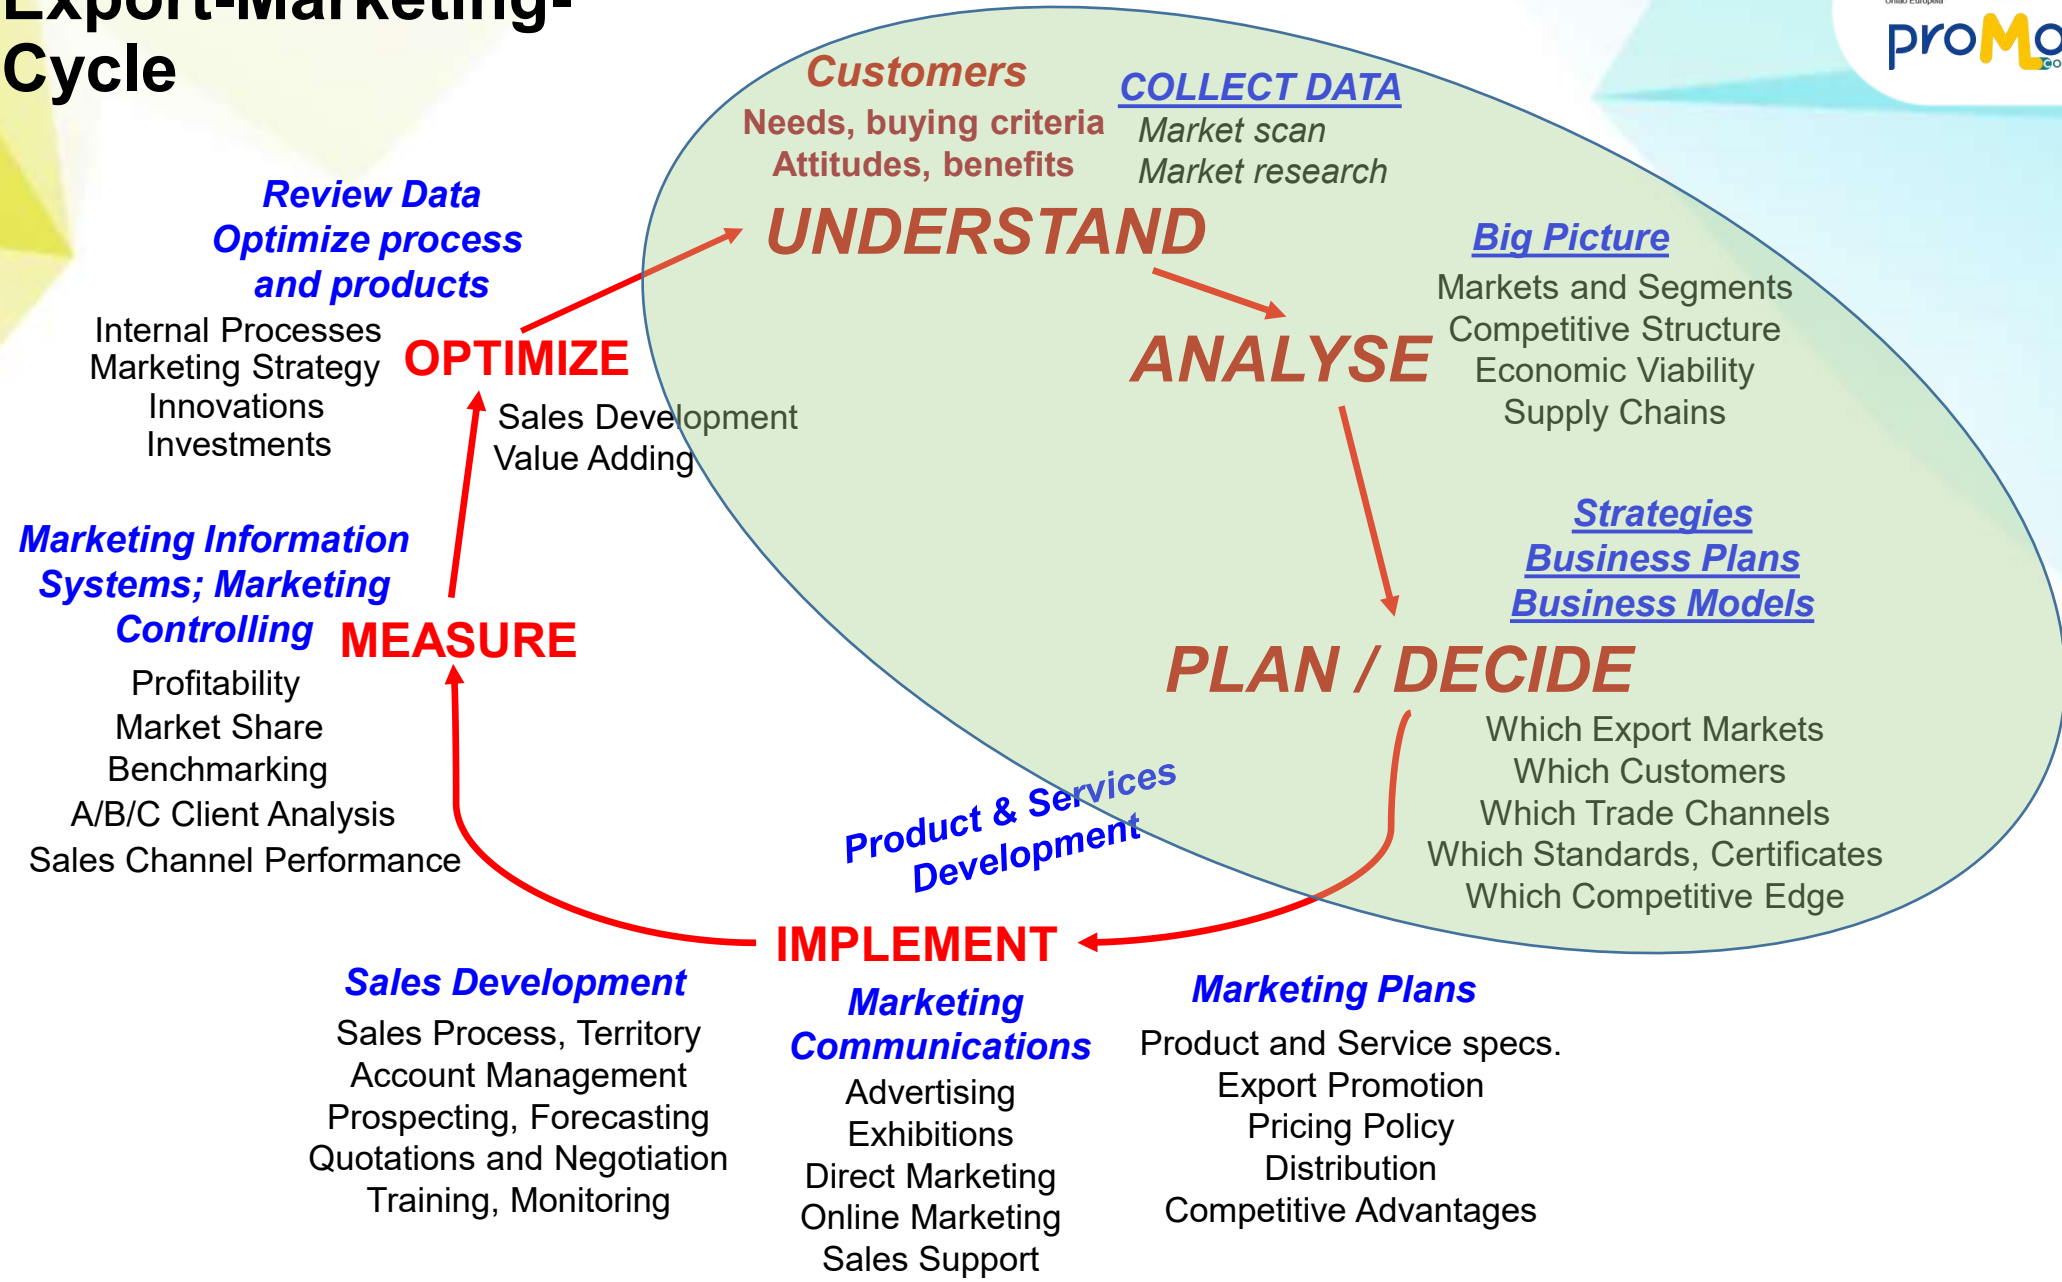 Export-Marketing-
Cycle
União Europeia
Customers
Needs, buying criteria
Attitudes, benefits
COLLECT DATA
Market scan
Market research
UNDERSTAND
Review Data
Optimize process
and products
Internal Processes
Marketing Strategy
Innovations
Investments
OPTIMIZE
Sales Development
Value Adding
ANALYSE
Big Picture
Markets and Segments
Competitive Structure
Economic Viability
Supply Chains
Marketing Information
Systems; Marketing
Controlling
MEASURE
Profitability
Market Share
Benchmarking
A/B/C Client Analysis
Sales Channel Performance
Strategies
Business Plans
Business Models
PLAN / DECIDE
Which Export Markets
Which Customers
Which Trade Channels
Which Standards, Certificates
Which Competitive Edge
Product & Services
Development
IMPLEMENT
Sales Development
Sales Process, Territory
Account Management
Prospecting, Forecasting
Quotations and Negotiation
Training, Monitoring
Marketing
Communications
Advertising
Exhibitions
Direct Marketing
Online Marketing
Sales Support
Marketing Plans
Product and Service specs.
Export Promotion
Pricing Policy
Distribution
Competitive Advantages